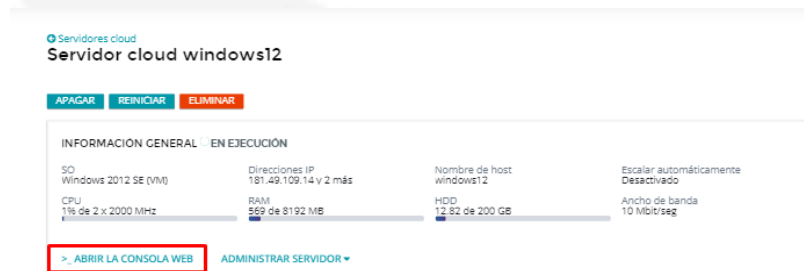 Servidores cloud
Servidor cloud windows12
APAGAR REINICIAR ELIMINAR
INFORMACIÓN GENERAL EN EJECUCIÓN
SO Direcciones IP Nombre de host Escalar automáticamente
Windows 2012 SE (VM) 181.49.109.14 y 2 más windows12 Desactivado
CPU RAM HDD Ancho de banda
1% de 2 x 2000 MHz 569 de 8192 MB 12.82 de 200 GB 10 Mbit/seg
>_ ABRIR LA CONSOLA WEB ADMINISTRAR SERVIDOR